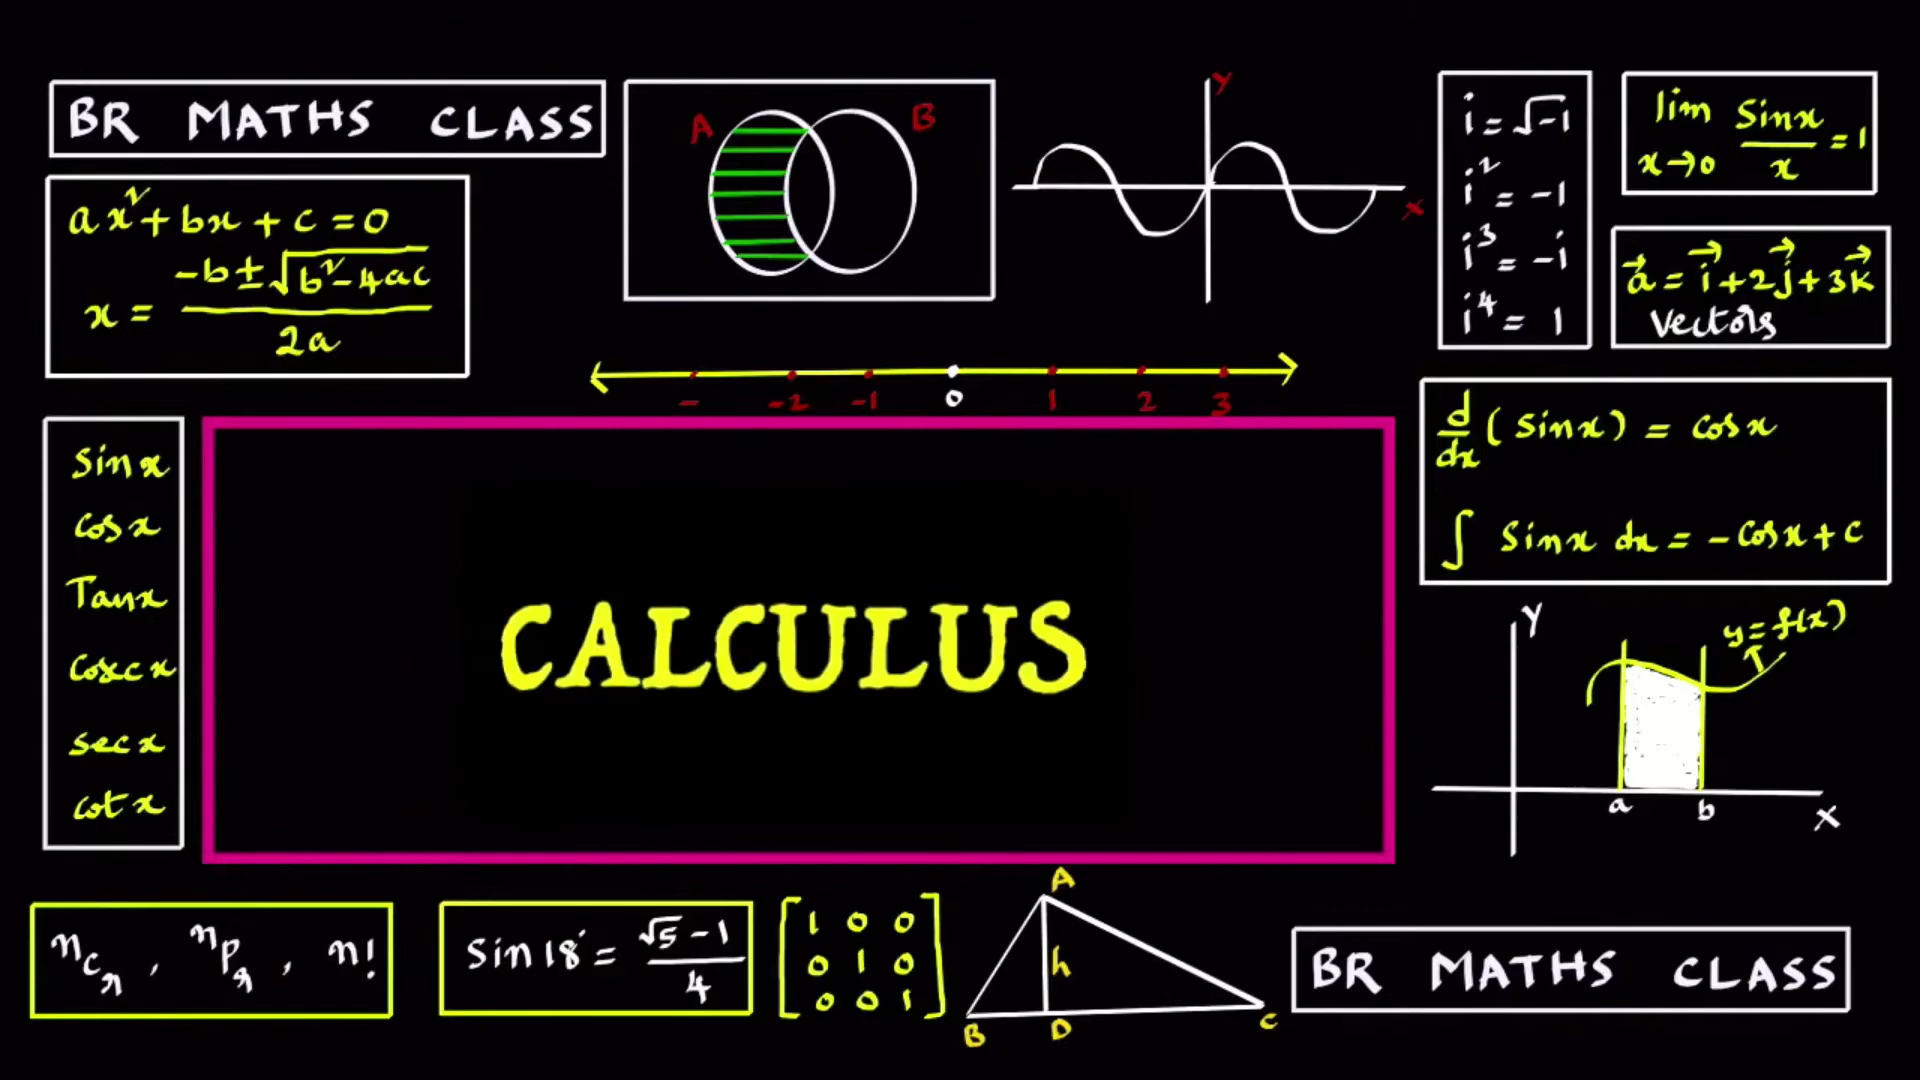 BR MATHS CLASS
ax²+bx+c=0
x = (-b±√(b²-4ac))/2a
A B
Y
X
i=√-1
i²=-1
i³=-i
i⁴=1
lim x→0 Sinx/x =1
a⃗ = i⃗+2j⃗+3k⃗
Vectors
- -2 -1 0 1 2 3
Sinx
Cosx
Tanx
Cosecx
secx
cotx
CALCULUS
d/dx (Sinx) = Cosx
∫ Sinx dx = -Cosx+c
Y
y=f(x)
a b X
ⁿCᵣ, ⁿPᵣ, n!
Sin18° = (√5-1)/4
1 0 0
0 1 0
0 0 1
A
h
B D C
BR MATHS CLASS